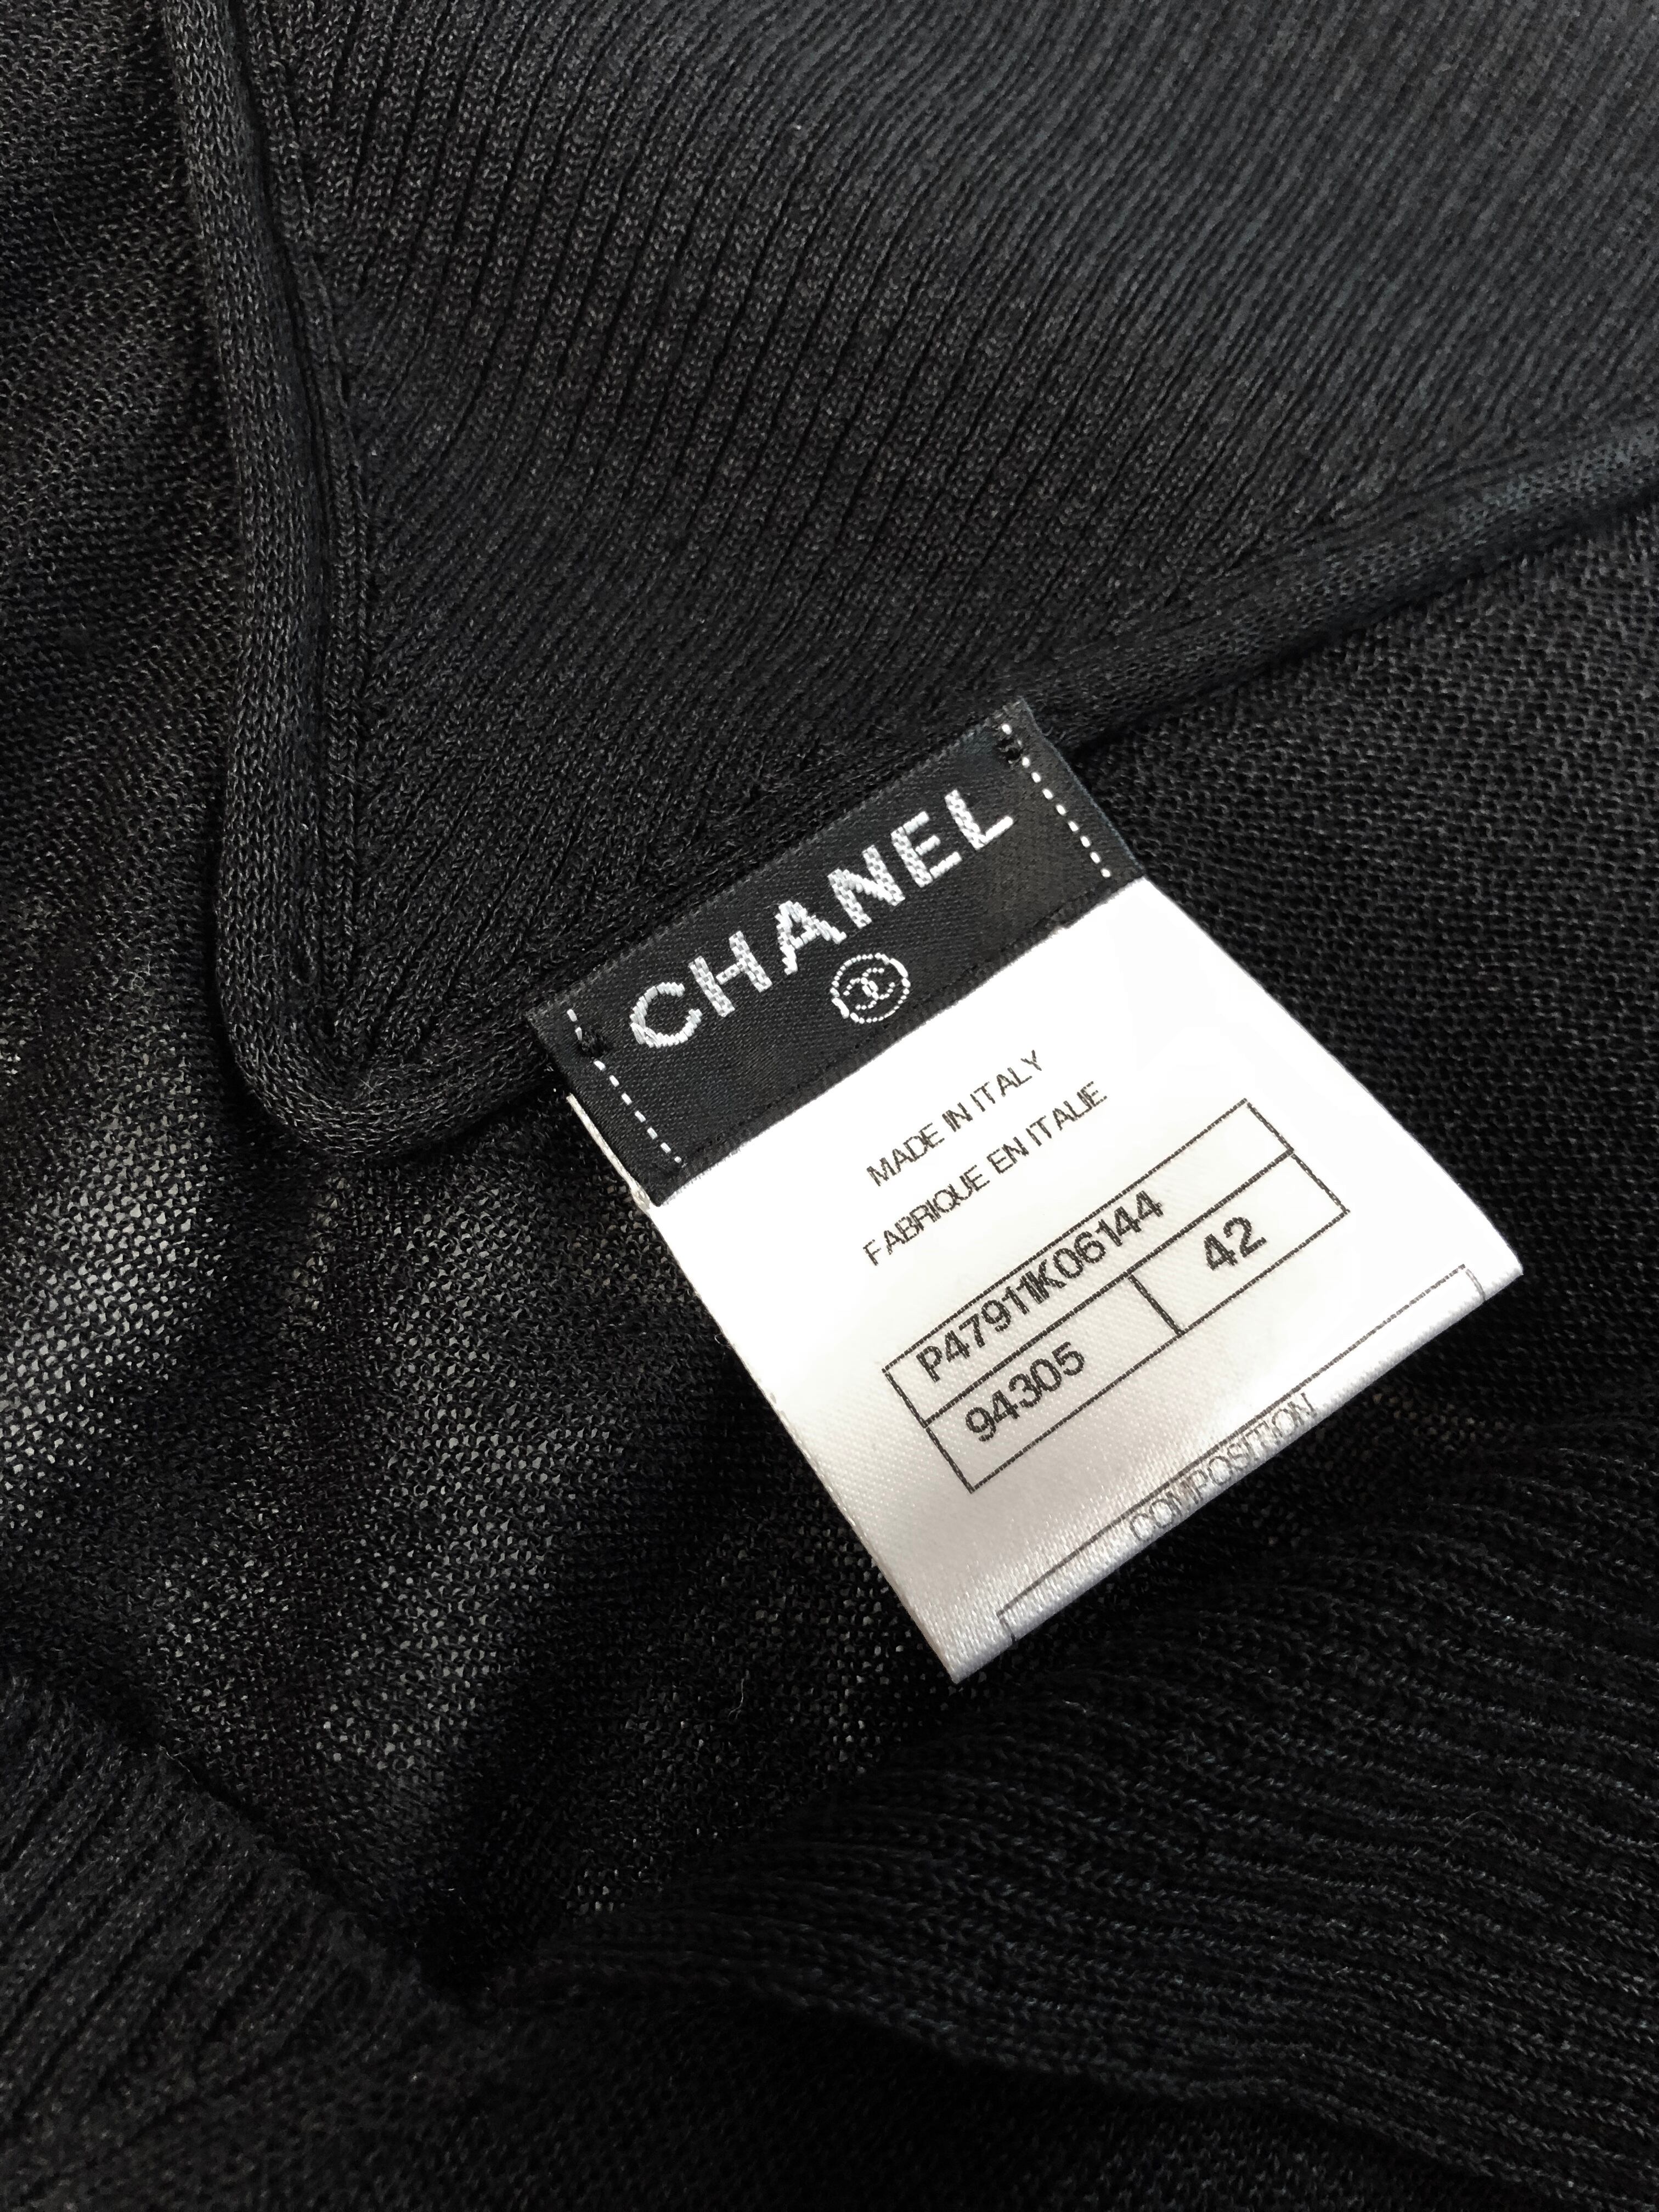 CHANEL
MADE IN ITALY
FABRIQUE EN ITALIE
P47911K06144
94305 42
COMPOSITION